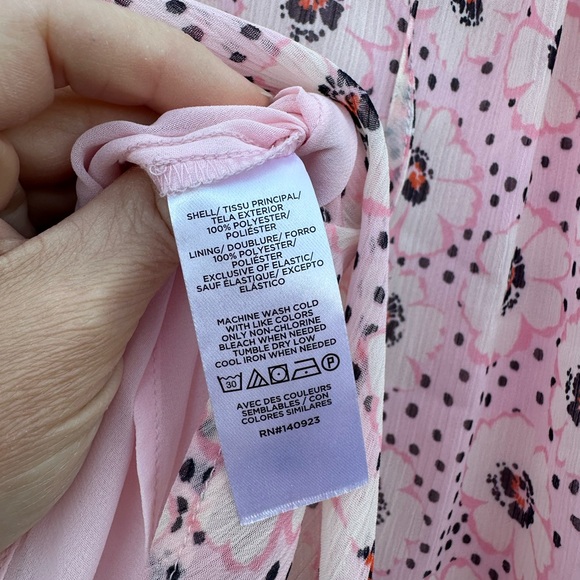 SHELL/ TISSU PRINCIPAL/
TELA EXTERIOR
100% POLYESTER/
POLIÉSTER
LINING/ DOUBLURE/ FORRO
100% POLYESTER/
POLIÉSTER
EXCLUSIVE OF ELASTIC/
SAUF ÉLASTIQUE/ EXCEPTO
ELÁSTICO
MACHINE WASH COLD
WITH LIKE COLORS
ONLY NON-CHLORINE
BLEACH WHEN NEEDED
TUMBLE DRY LOW
COOL IRON WHEN NEEDED
30 P
AVEC DES COULEURS
SEMBLABLES / CON
COLORES SIMILARES
RN#140923